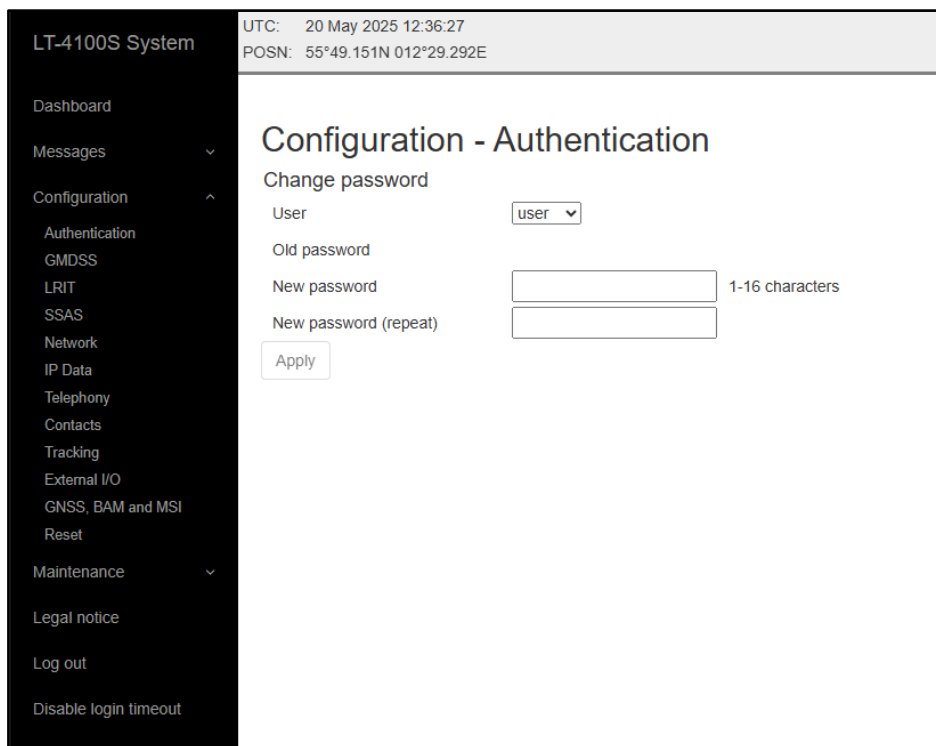 LT-4100S System
UTC: 20 May 2025 12:36:27
POSN: 55°49.151N 012°29.292E
Dashboard
Messages
Configuration
Authentication
GMDSS
LRIT
SSAS
Network
IP Data
Telephony
Contacts
Tracking
External I/O
GNSS, BAM and MSI
Reset
Maintenance
Legal notice
Log out
Disable login timeout
Configuration - Authentication
Change password
User user
Old password
New password 1-16 characters
New password (repeat)
Apply